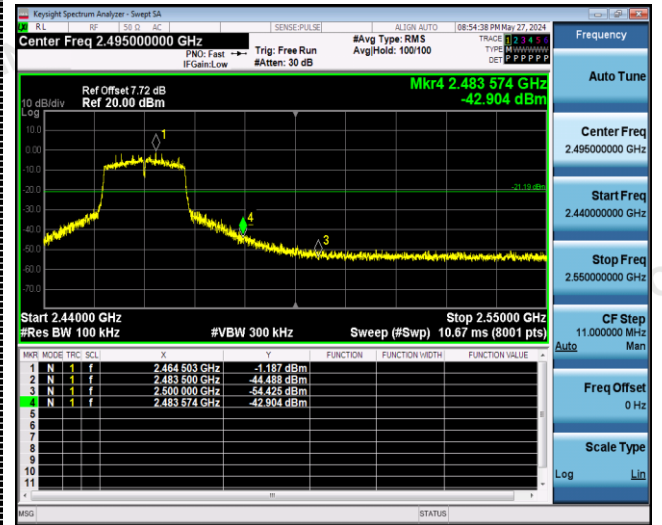 Keysight Spectrum Analyzer - Swept SA
RL RF 50 Ω AC SENSE:PULSE ALIGN AUTO 08:54:38 PM May 27, 2024
Center Freq 2.495000000 GHz
PNO: Fast
IFGain:Low
Trig: Free Run
#Atten: 30 dB
#Avg Type: RMS
Avg|Hold: 100/100
TRACE 1 2 3 4 5 6
TYPE M
DET P P P P P P
Frequency
Ref Offset 7.72 dB
10 dB/div Ref 20.00 dBm
Log
Mkr4 2.483 574 GHz
-42.904 dBm
10.0
0.00
-10.0
-20.0
-30.0
-40.0
-50.0
-60.0
-70.0
1
4
3
-21.19 dBm
Start 2.44000 GHz Stop 2.55000 GHz
#Res BW 100 kHz #VBW 300 kHz Sweep (#Swp) 10.67 ms (8001 pts)
MKR MODE TRC SCL X Y FUNCTION FUNCTION WIDTH FUNCTION VALUE
1 N 1 f 2.464 503 GHz -1.187 dBm
2 N 1 f 2.483 500 GHz -44.488 dBm
3 N 1 f 2.500 000 GHz -54.425 dBm
4 N 1 f 2.483 574 GHz -42.904 dBm
5
6
7
8
9
10
11
MSG STATUS
Auto Tune
Center Freq
2.495000000 GHz
Start Freq
2.440000000 GHz
Stop Freq
2.550000000 GHz
CF Step
11.000000 MHz
Auto Man
Freq Offset
0 Hz
Scale Type
Log Lin